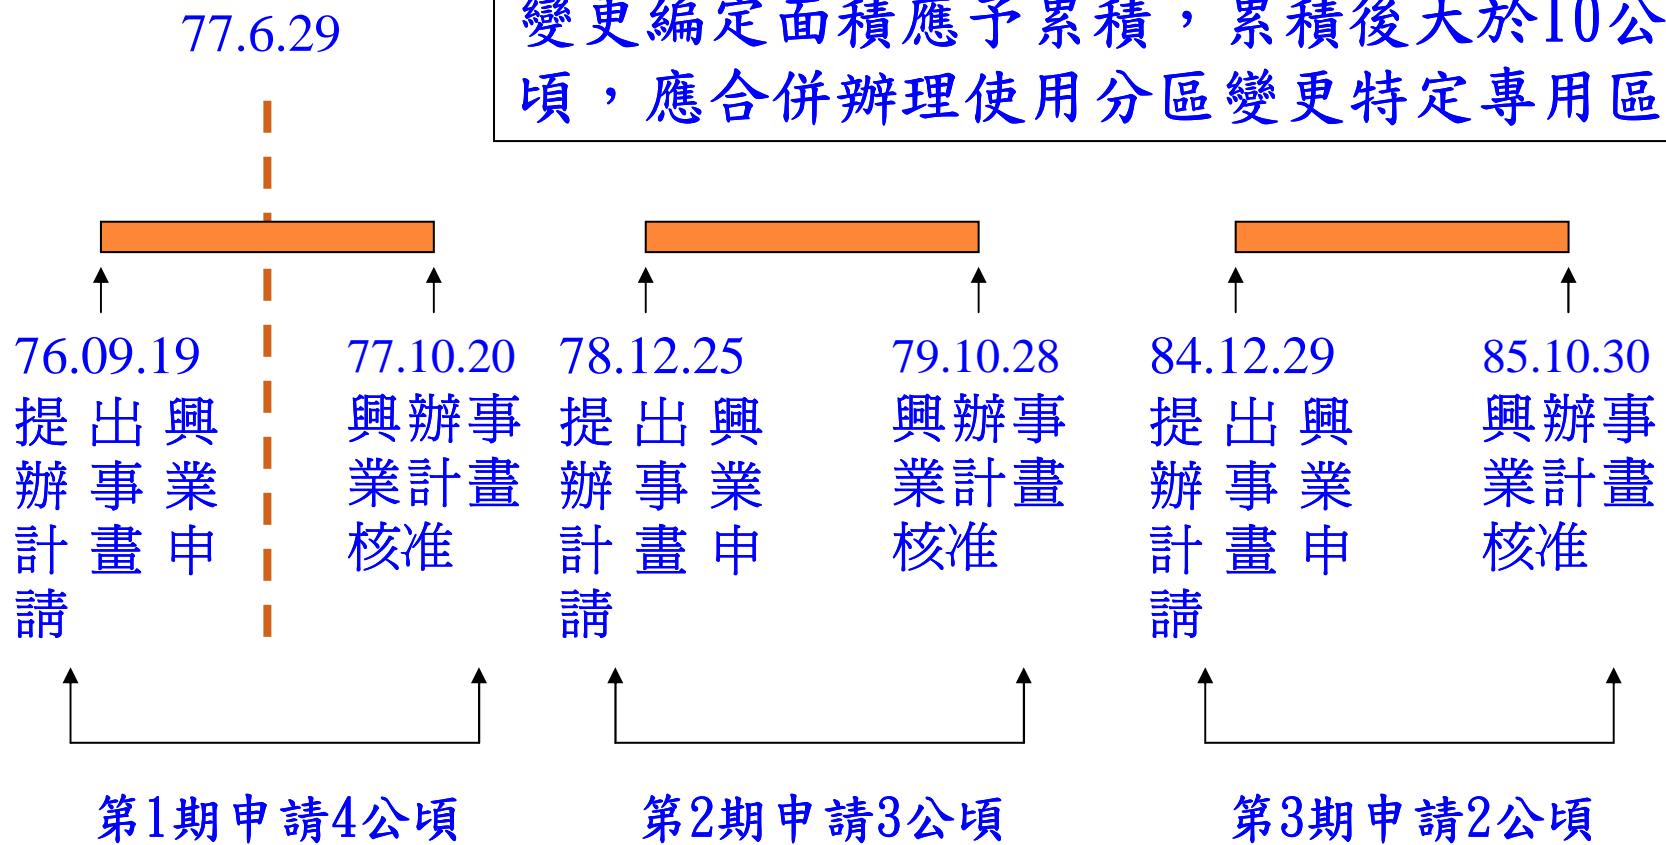 77.6.29
變更編定面積應予累積，累積後大於10公
頃，應合併辦理使用分區變更特定專用區
76.09.19
提出興
辦事業
計畫申
請
77.10.20
興辦事
業計畫
核准
78.12.25
提出興
辦事業
計畫申
請
79.10.28
興辦事
業計畫
核准
84.12.29
提出興
辦事業
計畫申
請
85.10.30
興辦事
業計畫
核准
第1期申請4公頃
第2期申請3公頃
第3期申請2公頃